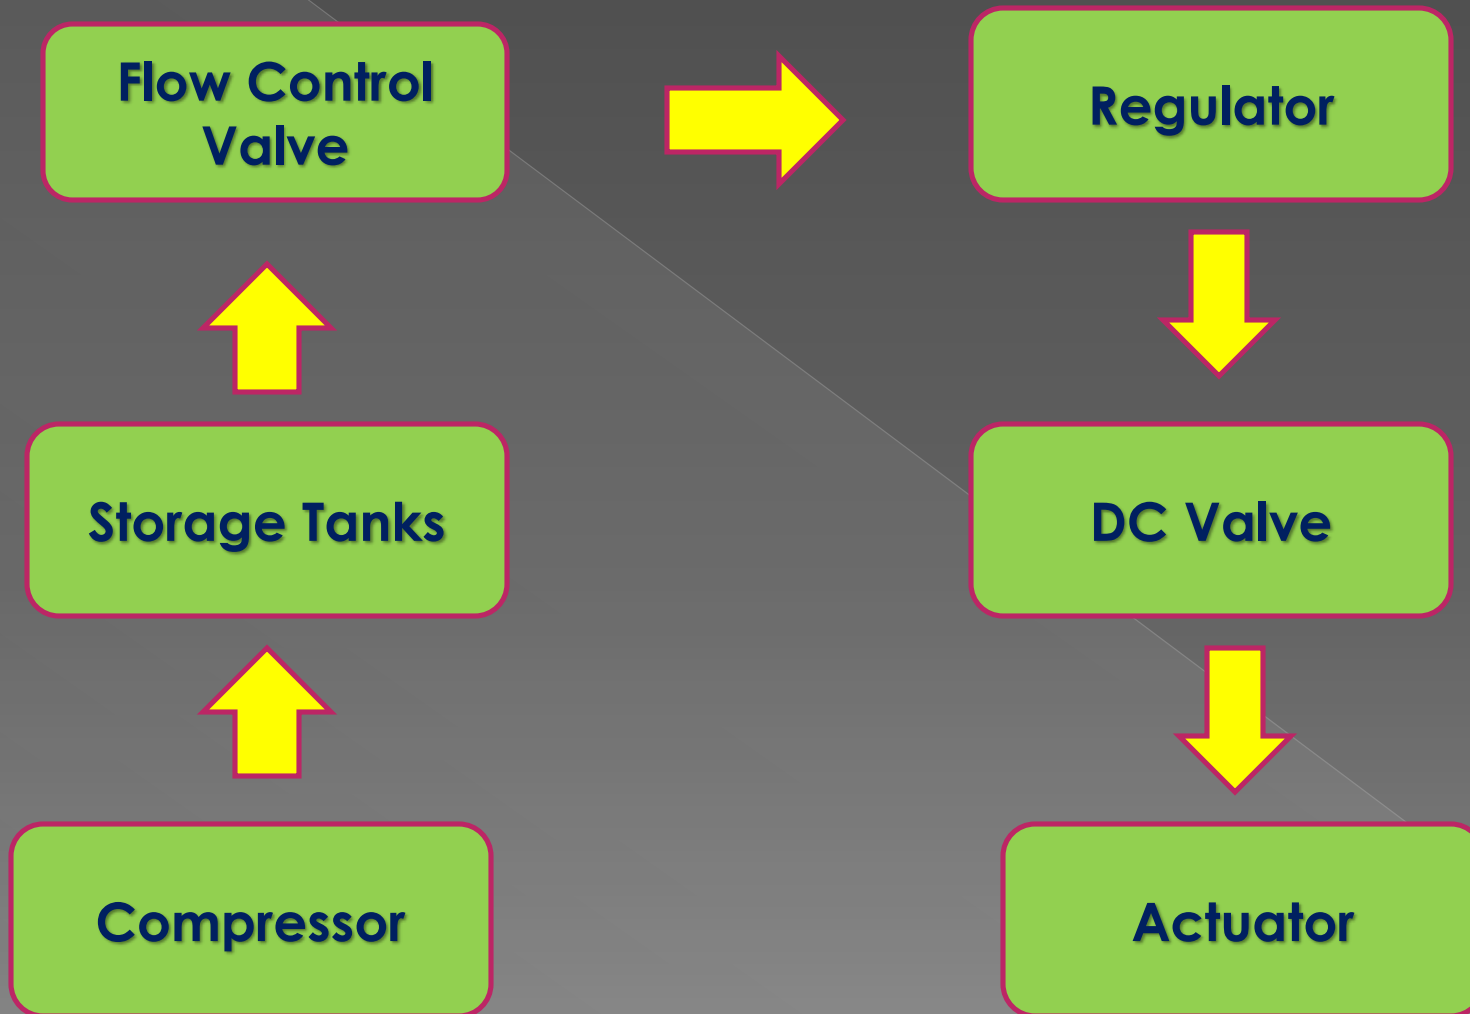 Flow Control
Valve
Regulator
Storage Tanks
DC Valve
Compressor
Actuator